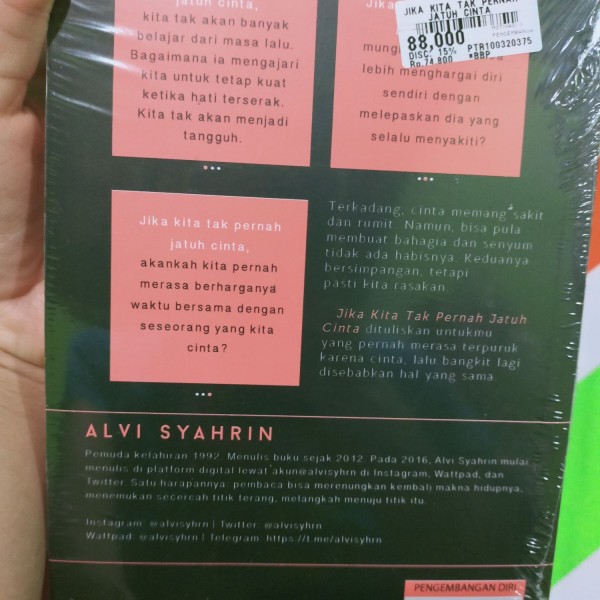 jatuh cinta,
kita tak akan banyak
belajar dari masa lalu.
Bagaimana ia mengajari
kita untuk tetap kuat
ketika hati terserak.
Kita tak akan menjadi
tangguh.
Jika
lebih menghargai diri
sendiri dengan
melepaskan dia yang
selalu menyakiti?
JIKA KITA TAK PERNAH
JATUH CINTA
88,000
DISC. 15% PTR100320375
Rp.74,800 *BBP
Jika kita tak pernah
jatuh cinta,
akankah kita pernah
merasa berharganya
waktu bersama dengan
seseorang yang kita
cinta?
Terkadang, cinta memang sakit
dan rumit. Namun, bisa pula
membuat bahagia dan senyum
tidak ada habisnya. Keduanya
bersimpangan, tetapi
pasti kita rasakan
Jika Kita Tak Pernah Jatuh
Cinta dituliskan untukmu
yang pernah merasa terpuruk
karena cinta, lalu bangkit lagi
disebabkan hal yang sama.
ALVI SYAHRIN
Pemuda kelahiran 1992. Menulis buku sejak 2012. Pada 2016, Alvi Syahrin mulai
menulis di platform digital lewat akun@alvisyhrn di Instagram, Wattpad, dan
Twitter. Satu harapannya: pembaca bisa merenungkan kembali makna hidupnya,
menemukan secercah titik terang, melangkah menuju titik itu.
Instagram: @alvisyhrn | Twitter: @alvisyhrn
Wattpad: @alvisyhrn | Telegram: https://t.me/alvisyhrn
PENGEMBANGAN DIRI